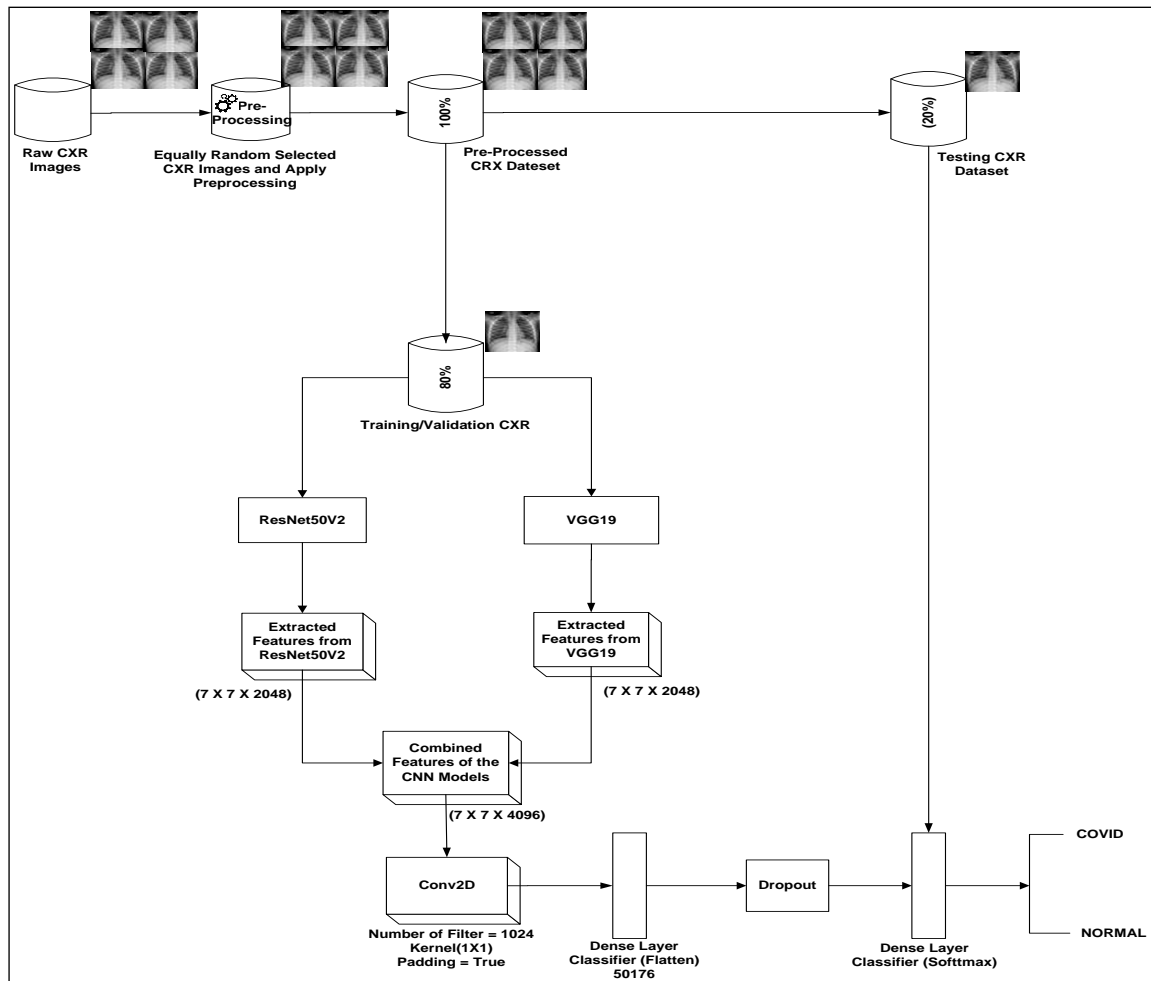 Pre-
Processing
100%
(20%)
Raw CXR
Images
Equally Random Selected
CXR Images and Apply
Preprocessing
Pre-Processed
CRX Dateset
Testing CXR
Dataset
80%
Training/Validation CXR
ResNet50V2
VGG19
Extracted
Features from
ResNet50V2
Extracted
Features from
VGG19
(7 X 7 X 2048)
(7 X 7 X 2048)
Combined
Features of the
CNN Models
(7 X 7 X 4096)
Conv2D
Number of Filter = 1024
Kernel(1X1)
Padding = True
Dense Layer
Classifier (Flatten)
50176
Dropout
Dense Layer
Classifier (Softtmax)
COVID
NORMAL